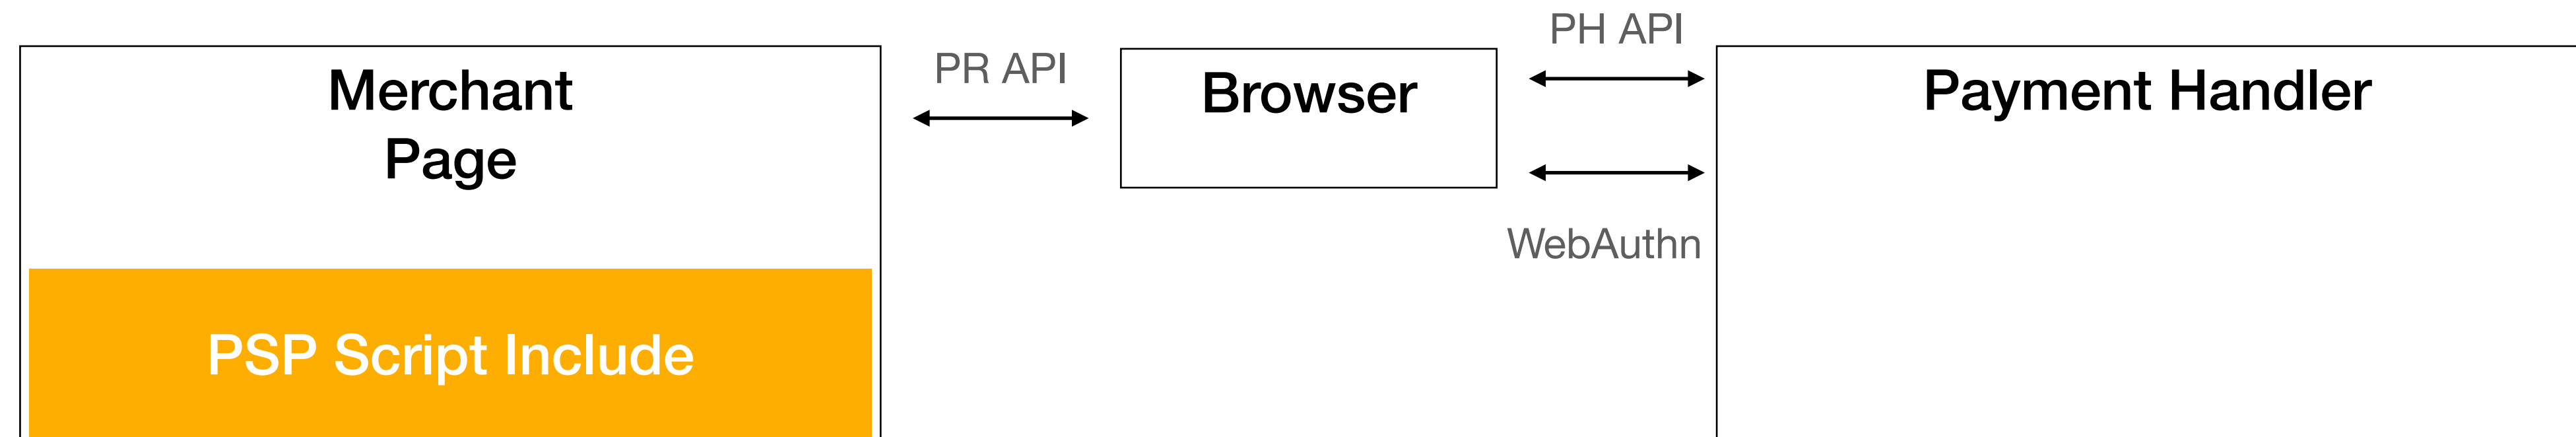 Merchant
Page
PSP Script Include
PR API
Browser
PH API
WebAuthn
Payment Handler